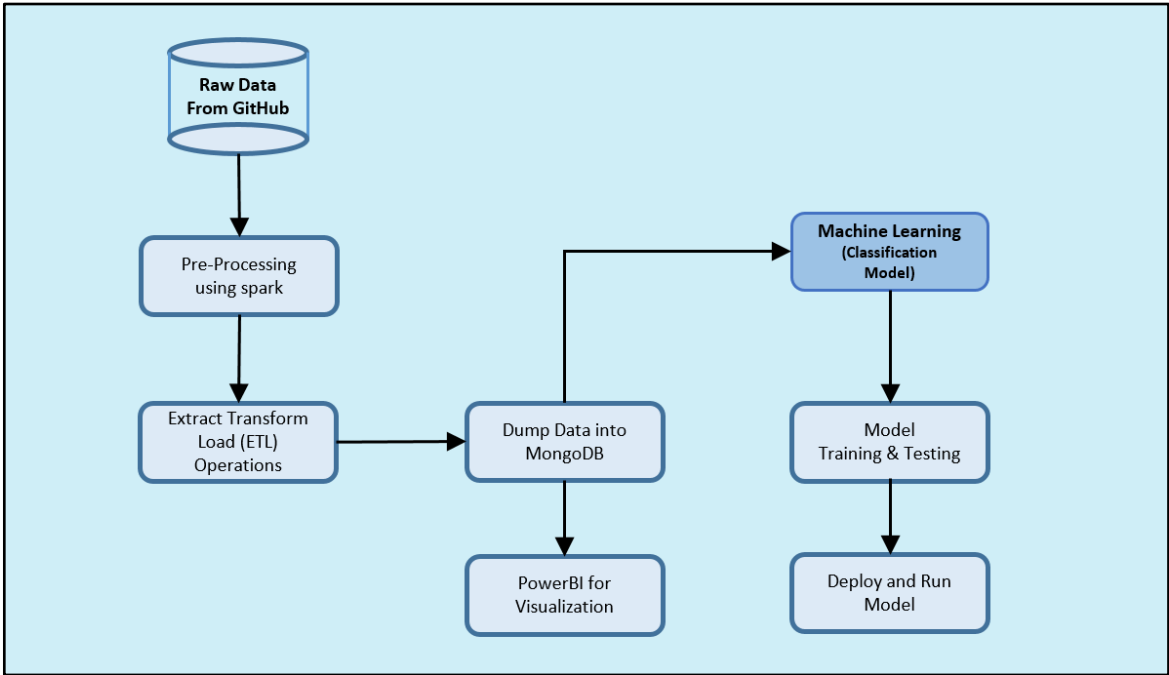 Raw Data
From GitHub
Pre-Processing
using spark
Extract Transform
Load (ETL)
Operations
Dump Data into
MongoDB
PowerBI for
Visualization
Machine Learning
(Classification
Model)
Model
Training & Testing
Deploy and Run
Model